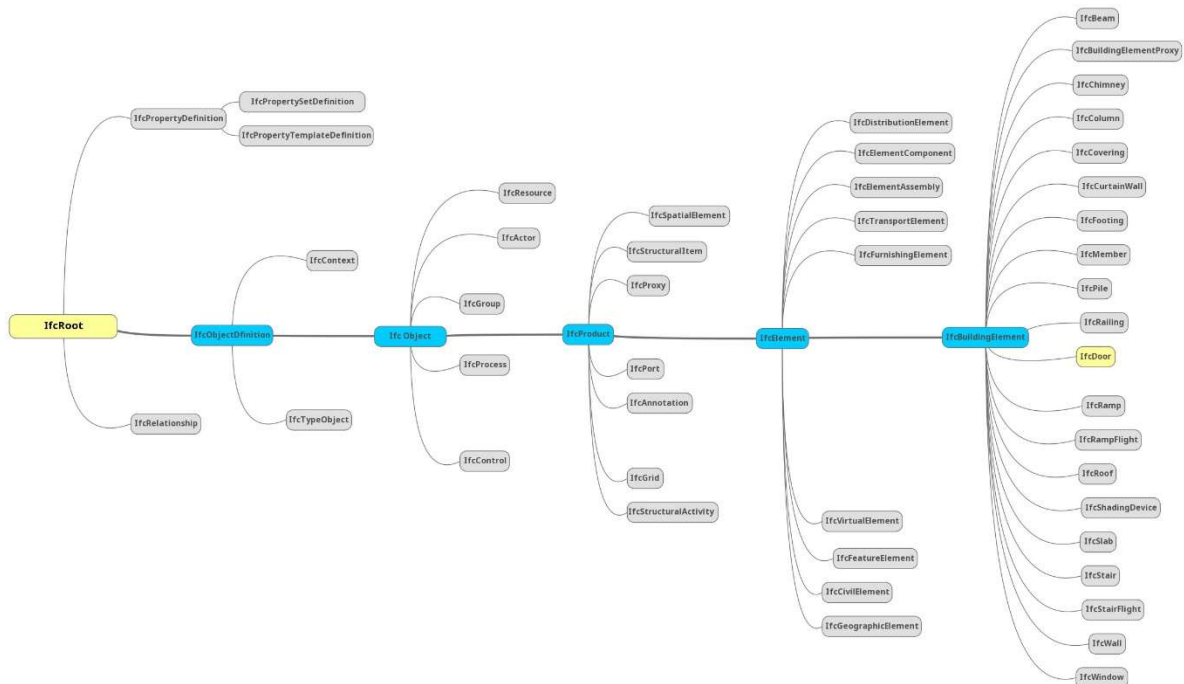 IfcRoot
IfcPropertyDefinition
IfcPropertySetDefinition
IfcPropertyTemplateDefinition
IfcRelationship
IfcObjectDfinition
IfcContext
IfcTypeObject
Ifc Object
IfcResource
IfcActor
IfcGroup
IfcProcess
IfcControl
IfcProduct
IfcSpatialElement
IfcStructuralItem
IfcProxy
IfcPort
IfcAnnotation
IfcGrid
IfcStructuralActivity
IfcElement
IfcDistributionElement
IfcElementComponent
IfcElementAssembly
IfcTransportElement
IfcFurnishingElement
IfcVirtualElement
IfcFeatureElement
IfcCivilElement
IfcGeographicElement
IfcBuildingElement
IfcBeam
IfcBuildingElementProxy
IfcChimney
IfcColumn
IfcCovering
IfcCurtainWall
IfcFooting
IfcMember
IfcPile
IfcRailing
IfcDoor
IfcRamp
IfcRampFlight
IfcRoof
IfcShadingDevice
IfcSlab
IfcStair
IfcStairFlight
IfcWall
IfcWindow